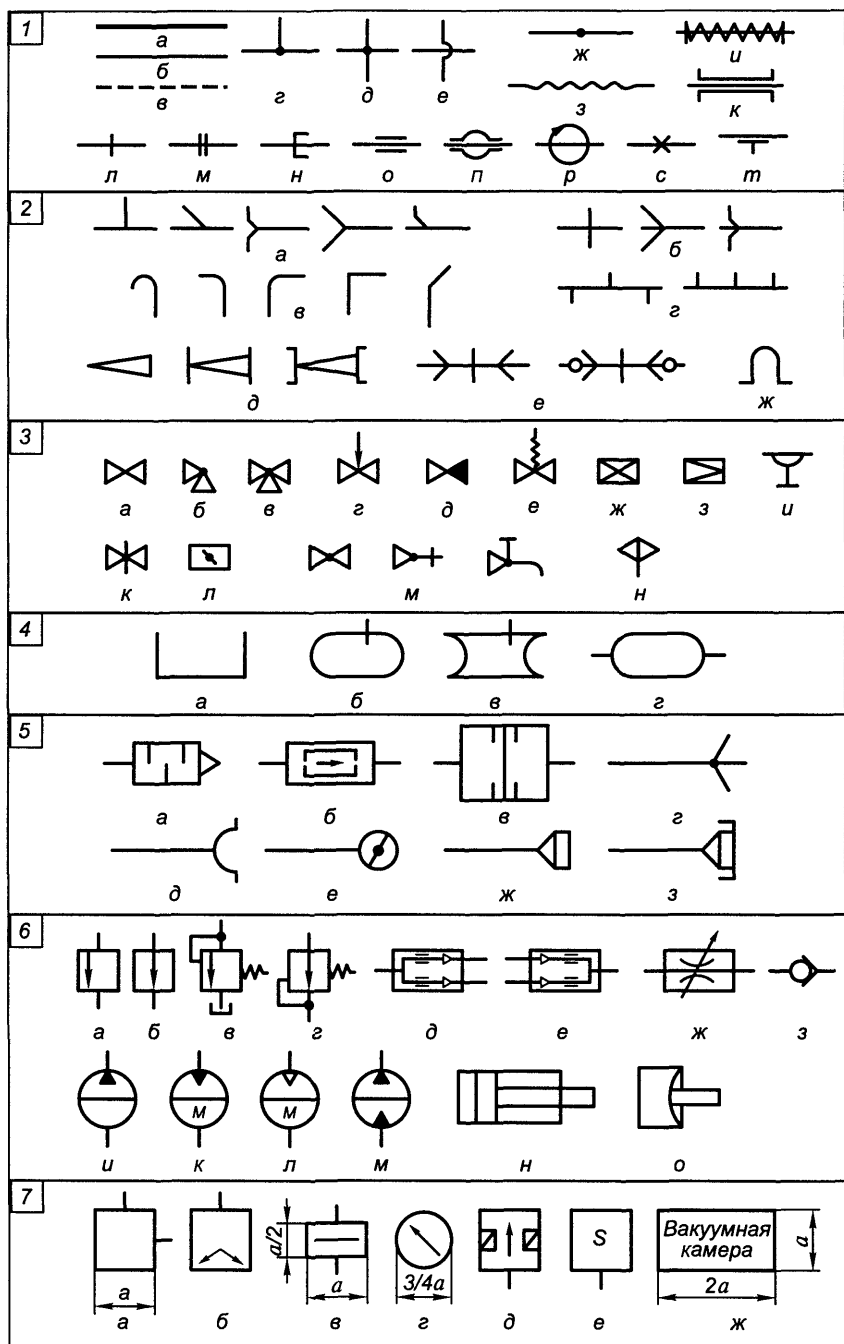 1
а
б
в
г д е ж и
з к
л м н о п р с т
2
а б
в г
д е ж
3
а б в г д е ж з и
к л м н
4
а б в г
5
а б в г
д е ж з
6
а б в г д е ж з
М М
и к л м н о
7
a/2 S Вакуумная
камера a
a a 3/4a 2a
а б в г д е ж